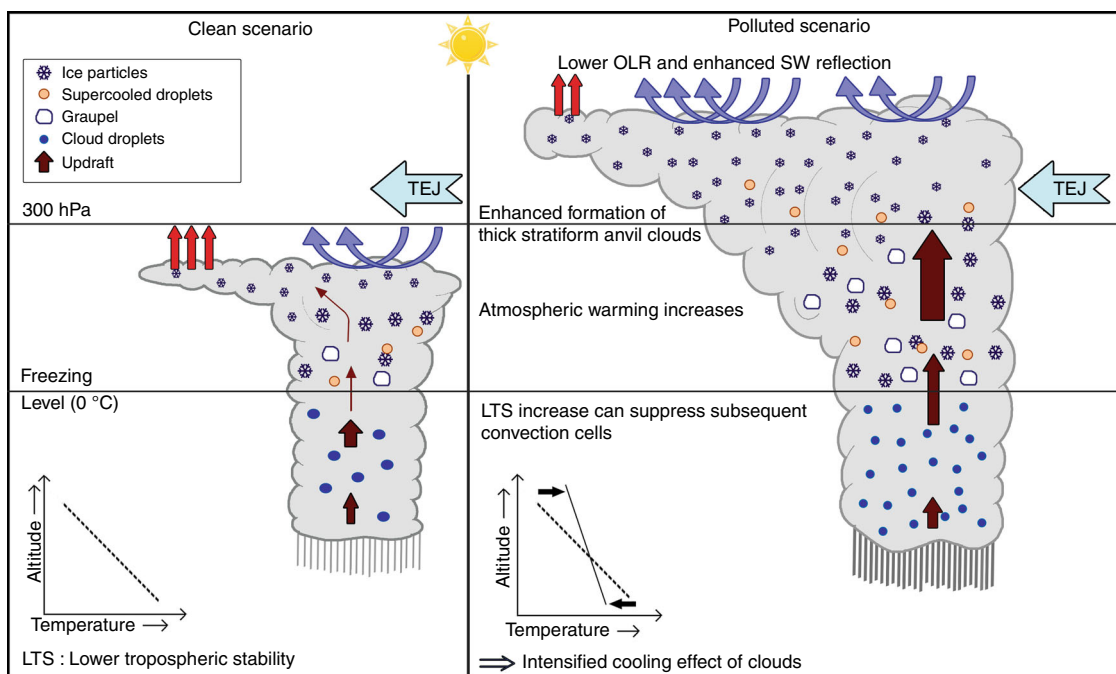 Clean scenario
Ice particles
Supercooled droplets
Graupel
Cloud droplets
Updraft
TEJ
300 hPa
Freezing
Level (0 °C)
Altitude
Temperature
LTS : Lower tropospheric stability
Polluted scenario
Lower OLR and enhanced SW reflection
TEJ
Enhanced formation of
thick stratiform anvil clouds
Atmospheric warming increases
LTS increase can suppress subsequent
convection cells
Altitude
Temperature
Intensified cooling effect of clouds